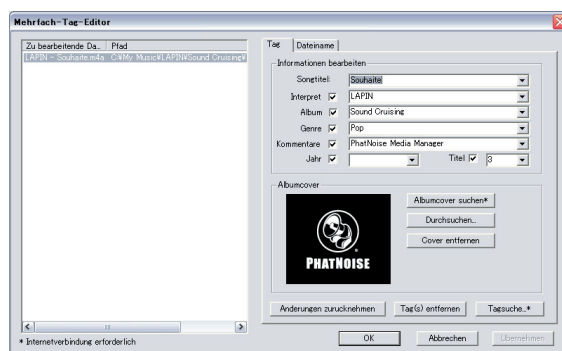 Mehrfach-Tag-Editor
Zu bearbeitende Da... Pfad
LAPIN - Souhaite.m4a C:¥My Music¥LAPIN¥Sound Cruising¥
* Internetverbindung erforderlich
Tag Dateiname
Informationen bearbeiten
Songtitel: Souhaite
Interpret LAPIN
Album Sound Cruising
Genre Pop
Kommentare PhatNoise Media Manager
Jahr Titel 3
Albumcover
PHATNOISE
Albumcover suchen*
Durchsuchen...
Cover entfernen
Änderungen zurücknehmen Tag(s) entfernen Tagsuche...*
OK Abbrechen Übernehmen